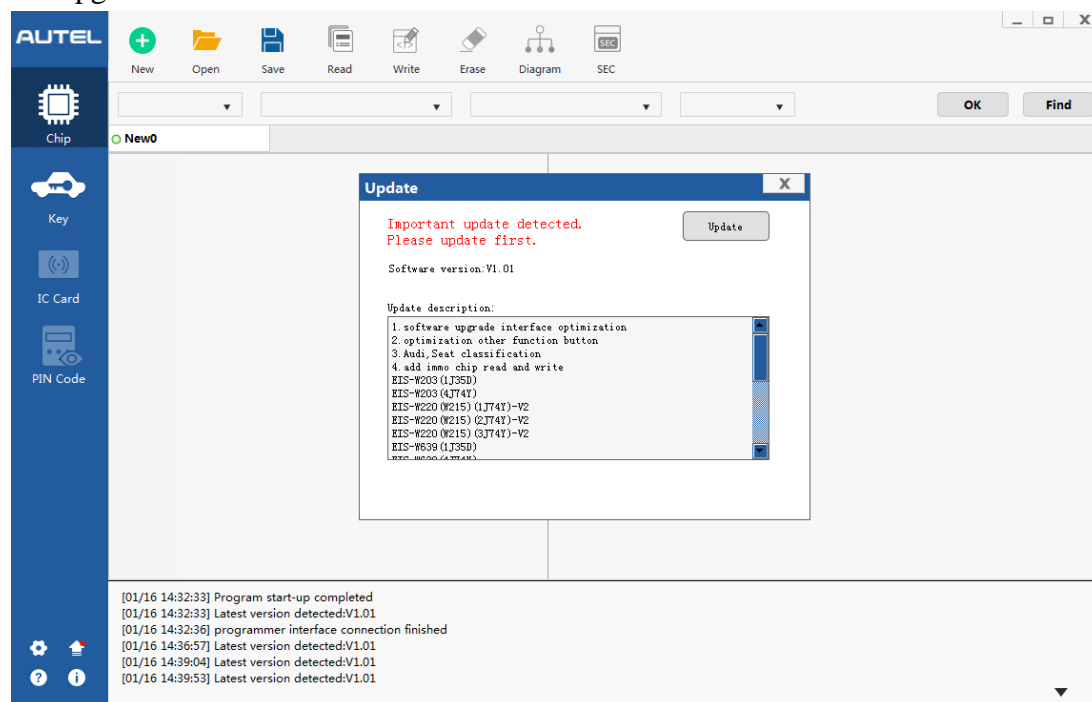 AUTEL
New Open Save Read Write Erase Diagram SEC
SEC
OK Find
Chip
New0
Key
IC Card
PIN Code
Update X
Important update detected.
Please update first.
Update
Software version:V1.01
Update description:
1.software upgrade interface optimization
2.optimization other function button
3.Audi,Seat classification
4.add immo chip read and write
EIS-W203(1J35D)
EIS-W203(4J74Y)
EIS-W220(W215)(1J74Y)-V2
EIS-W220(W215)(2J74Y)-V2
EIS-W220(W215)(3J74Y)-V2
EIS-W639(1J35D)
[01/16 14:32:33] Program start-up completed
[01/16 14:32:33] Latest version detected:V1.01
[01/16 14:32:36] programmer interface connection finished
[01/16 14:36:57] Latest version detected:V1.01
[01/16 14:39:04] Latest version detected:V1.01
[01/16 14:39:53] Latest version detected:V1.01